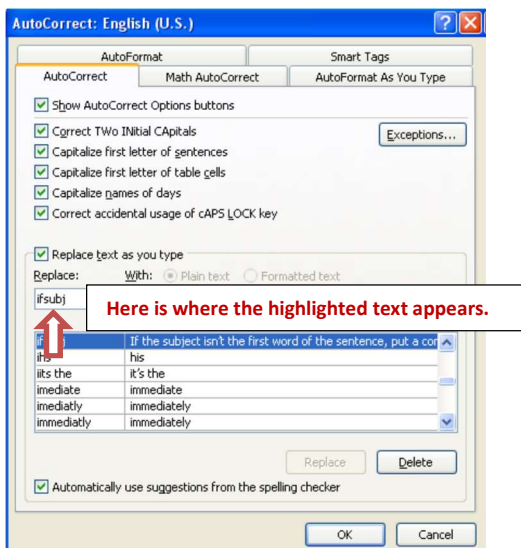 AutoCorrect: English (U.S.)
AutoFormat Smart Tags
AutoCorrect Math AutoCorrect AutoFormat As You Type
Show AutoCorrect Options buttons
Correct TWo INitial CApitals Exceptions...
Capitalize first letter of sentences
Capitalize first letter of table cells
Capitalize names of days
Correct accidental usage of cAPS LOCK key
Replace text as you type
Replace: With: Plain text Formatted text
ifsubj
Here is where the highlighted text appears.
If the subject isn't the first word of the sentence, put a
ihs his
iits the it's the
imediate immediate
imediatly immediately
immediatly immediately
Replace Delete
Automatically use suggestions from the spelling checker
OK Cancel